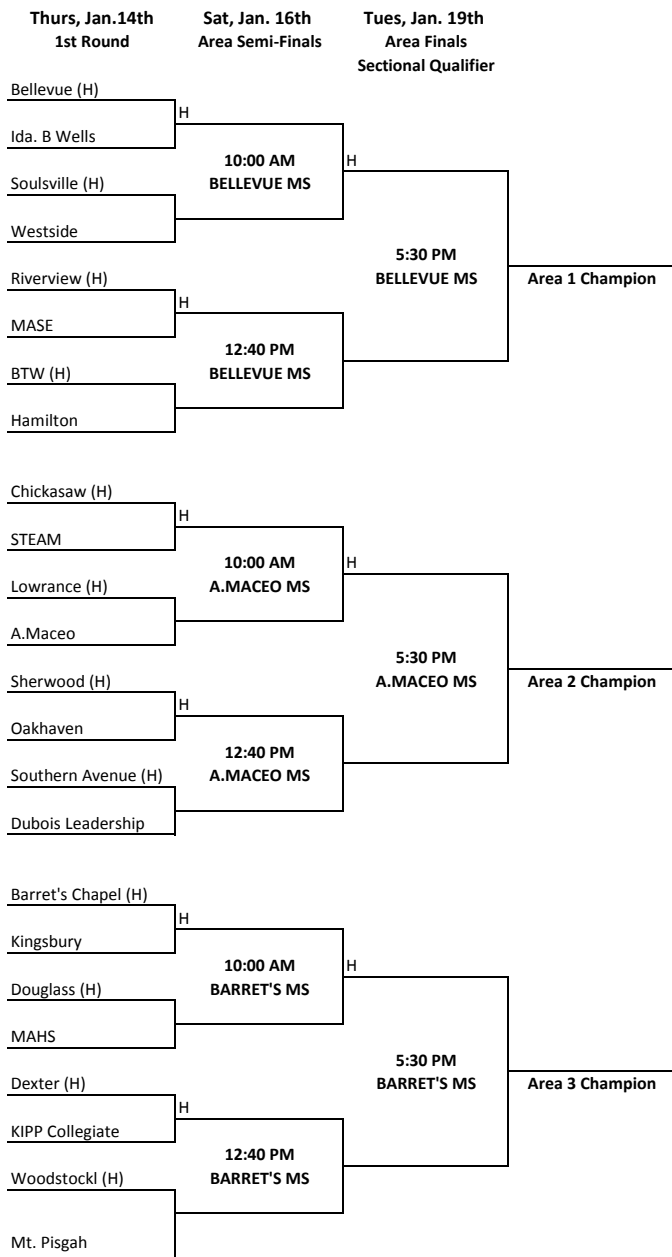 Thurs, Jan.14th Sat, Jan. 16th Tues, Jan. 19th
1st Round Area Semi-Finals Area Finals
Sectional Qualifier
Bellevue (H)
H
Ida. B Wells
10:00 AM H
BELLEVUE MS
Soulsville (H)
Westside
5:30 PM
BELLEVUE MS Area 1 Champion
Riverview (H)
H
MASE
12:40 PM
BELLEVUE MS
BTW (H)
Hamilton
Chickasaw (H)
H
STEAM
10:00 AM H
A.MACEO MS
Lowrance (H)
A.Maceo
5:30 PM
A.MACEO MS Area 2 Champion
Sherwood (H)
H
Oakhaven
12:40 PM
A.MACEO MS
Southern Avenue (H)
Dubois Leadership
Barret's Chapel (H)
H
Kingsbury
10:00 AM H
BARRET'S MS
Douglass (H)
MAHS
5:30 PM
BARRET'S MS Area 3 Champion
Dexter (H)
H
KIPP Collegiate
12:40 PM
BARRET'S MS
Woodstockl (H)
Mt. Pisgah